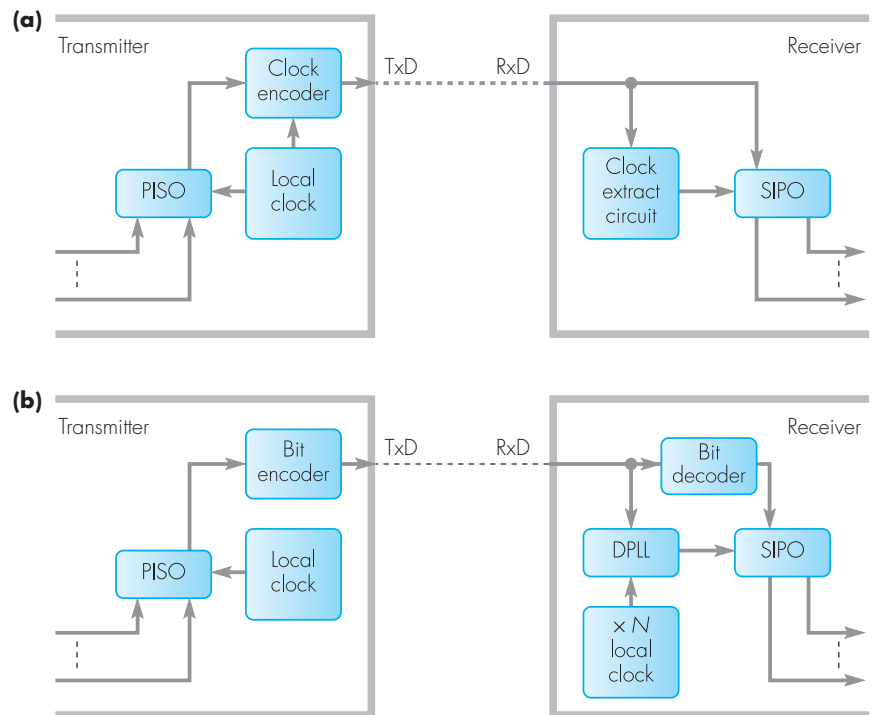 (a)
Transmitter
Receiver
Clock
encoder
TxD
RxD
PISO
Local
clock
Clock
extract
circuit
SIPO
(b)
Transmitter
Receiver
Bit
encoder
TxD
RxD
Bit
decoder
PISO
Local
clock
DPLL
SIPO
× N
local
clock